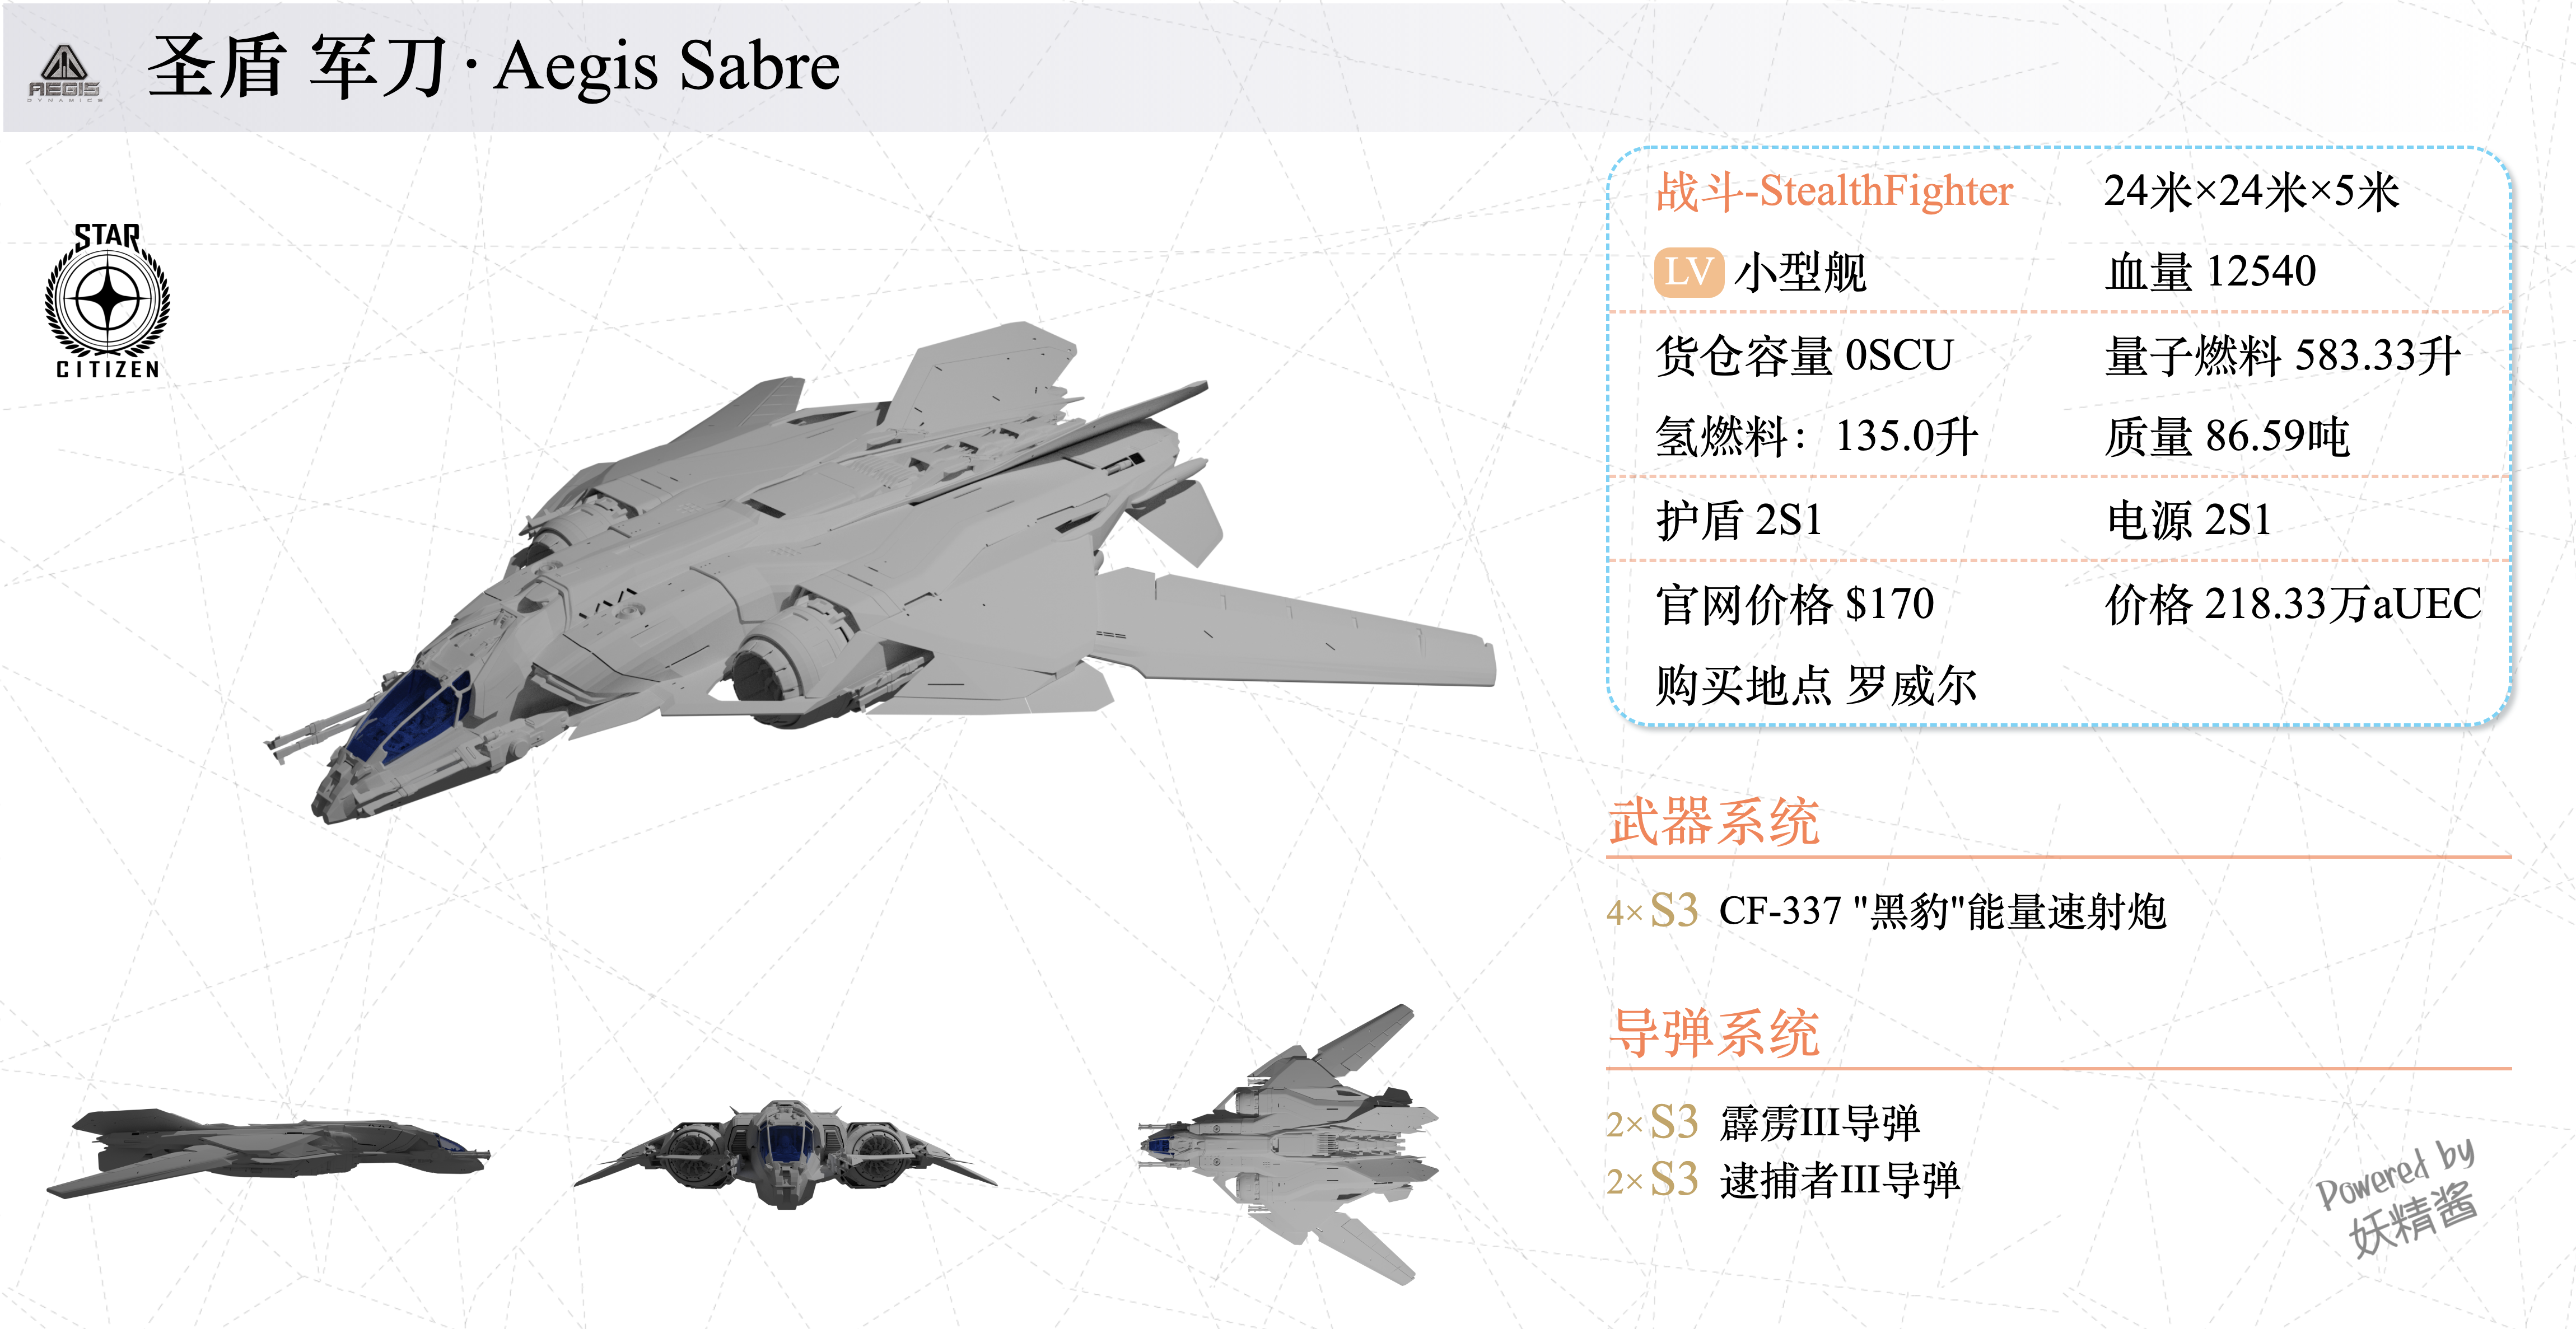 AEGIS
DYNAMICS
圣盾 军刀·Aegis Sabre
STAR
CITIZEN
战斗-StealthFighter 24米×24米×5米
LV 小型舰 血量 12540
货仓容量 0SCU 量子燃料 583.33升
氢燃料：135.0升 质量 86.59吨
护盾 2S1 电源 2S1
官网价格 $170 价格 218.33万aUEC
购买地点 罗威尔
武器系统
4× S3 CF-337 "黑豹"能量速射炮
导弹系统
2× S3 霹雳III导弹
2× S3 逮捕者III导弹
Powered by
妖精酱